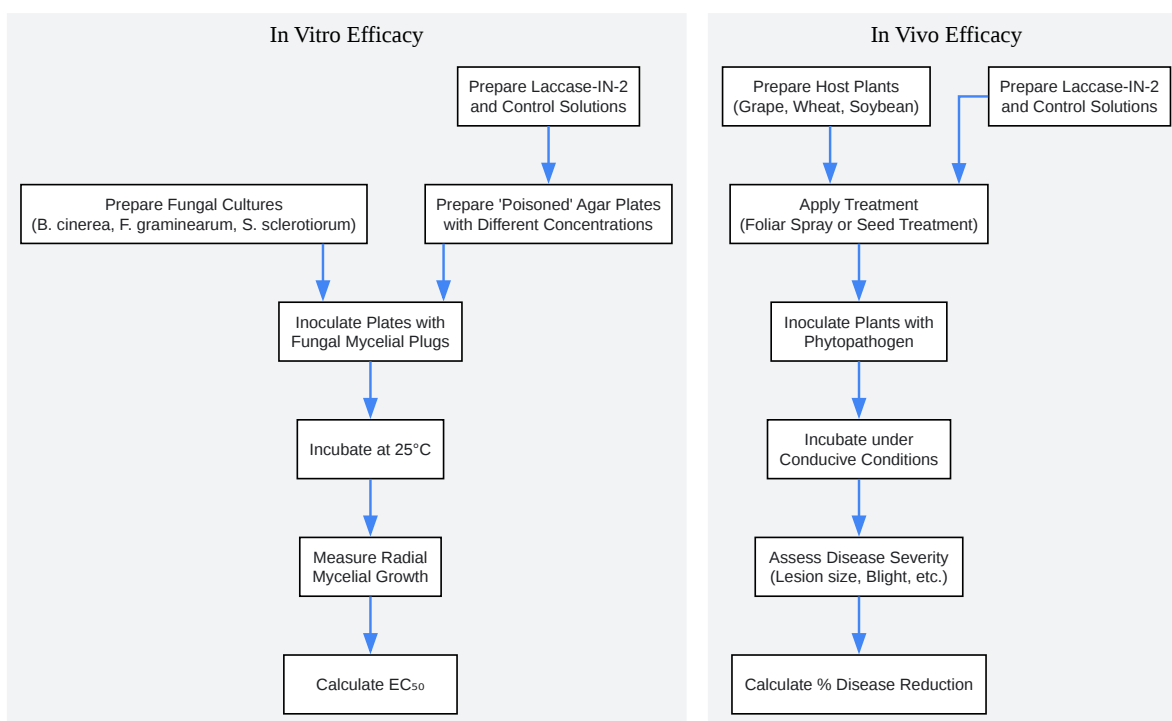 In Vitro Efficacy
Prepare Laccase-IN-2
and Control Solutions
Prepare Fungal Cultures
(B. cinerea, F. graminearum, S. sclerotiorum)
Prepare 'Poisoned' Agar Plates
with Different Concentrations
Inoculate Plates with
Fungal Mycelial Plugs
Incubate at 25°C
Measure Radial
Mycelial Growth
Calculate EC₅₀
In Vivo Efficacy
Prepare Host Plants
(Grape, Wheat, Soybean)
Prepare Laccase-IN-2
and Control Solutions
Apply Treatment
(Foliar Spray or Seed Treatment)
Inoculate Plants with
Phytopathogen
Incubate under
Conducive Conditions
Assess Disease Severity
(Lesion size, Blight, etc.)
Calculate % Disease Reduction